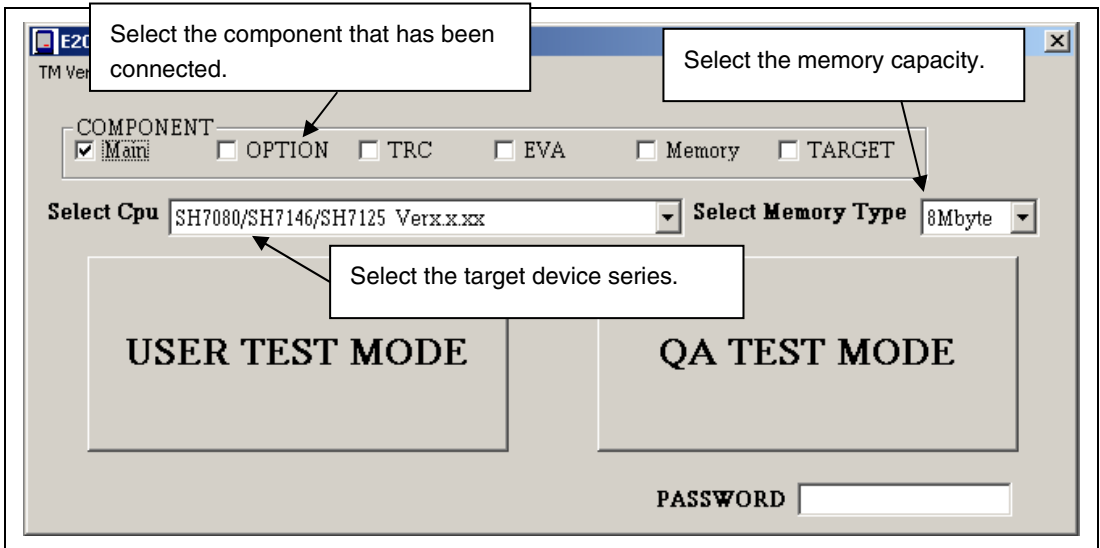 Select the component that has been
connected.
Select the memory capacity.
E20
TM Ver
COMPONENT
Main OPTION TRC EVA Memory TARGET
Select Cpu SH7080/SH7146/SH7125 Verx.x.xx Select Memory Type 8Mbyte
Select the target device series.
USER TEST MODE QA TEST MODE
PASSWORD